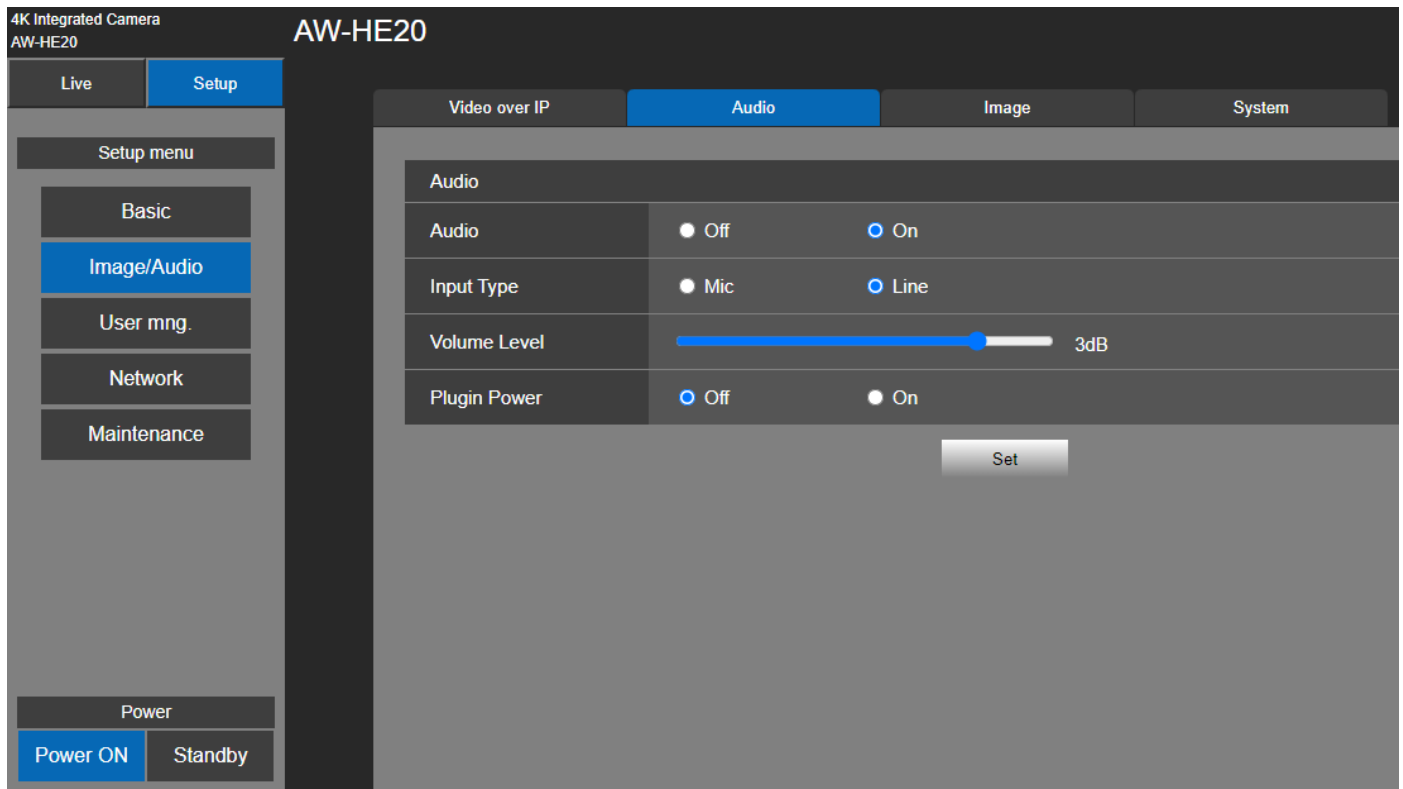 4K Integrated Camera
AW-HE20
AW-HE20
Live Setup
Setup menu
Basic
Image/Audio
User mng.
Network
Maintenance
Power
Power ON Standby
Video over IP Audio Image System
Audio
Audio Off On
Input Type Mic Line
Volume Level 3dB
Plugin Power Off On
Set